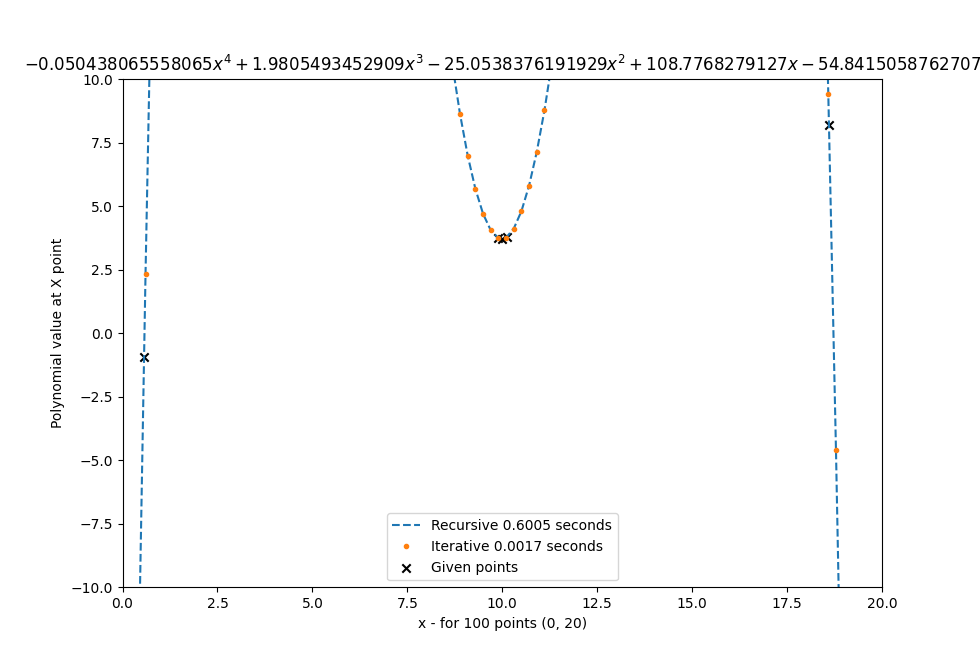 −0.050438065558065x⁴ + 1.9805493452909x³ − 25.0538376191929x² + 108.7768279127x − 54.8415058762707
10.0
7.5
5.0
2.5
0.0
−2.5
−5.0
−7.5
−10.0
Polynomial value at X point
Recursive 0.6005 seconds
Iterative 0.0017 seconds
Given points
0.0 2.5 5.0 7.5 10.0 12.5 15.0 17.5 20.0
x - for 100 points (0, 20)